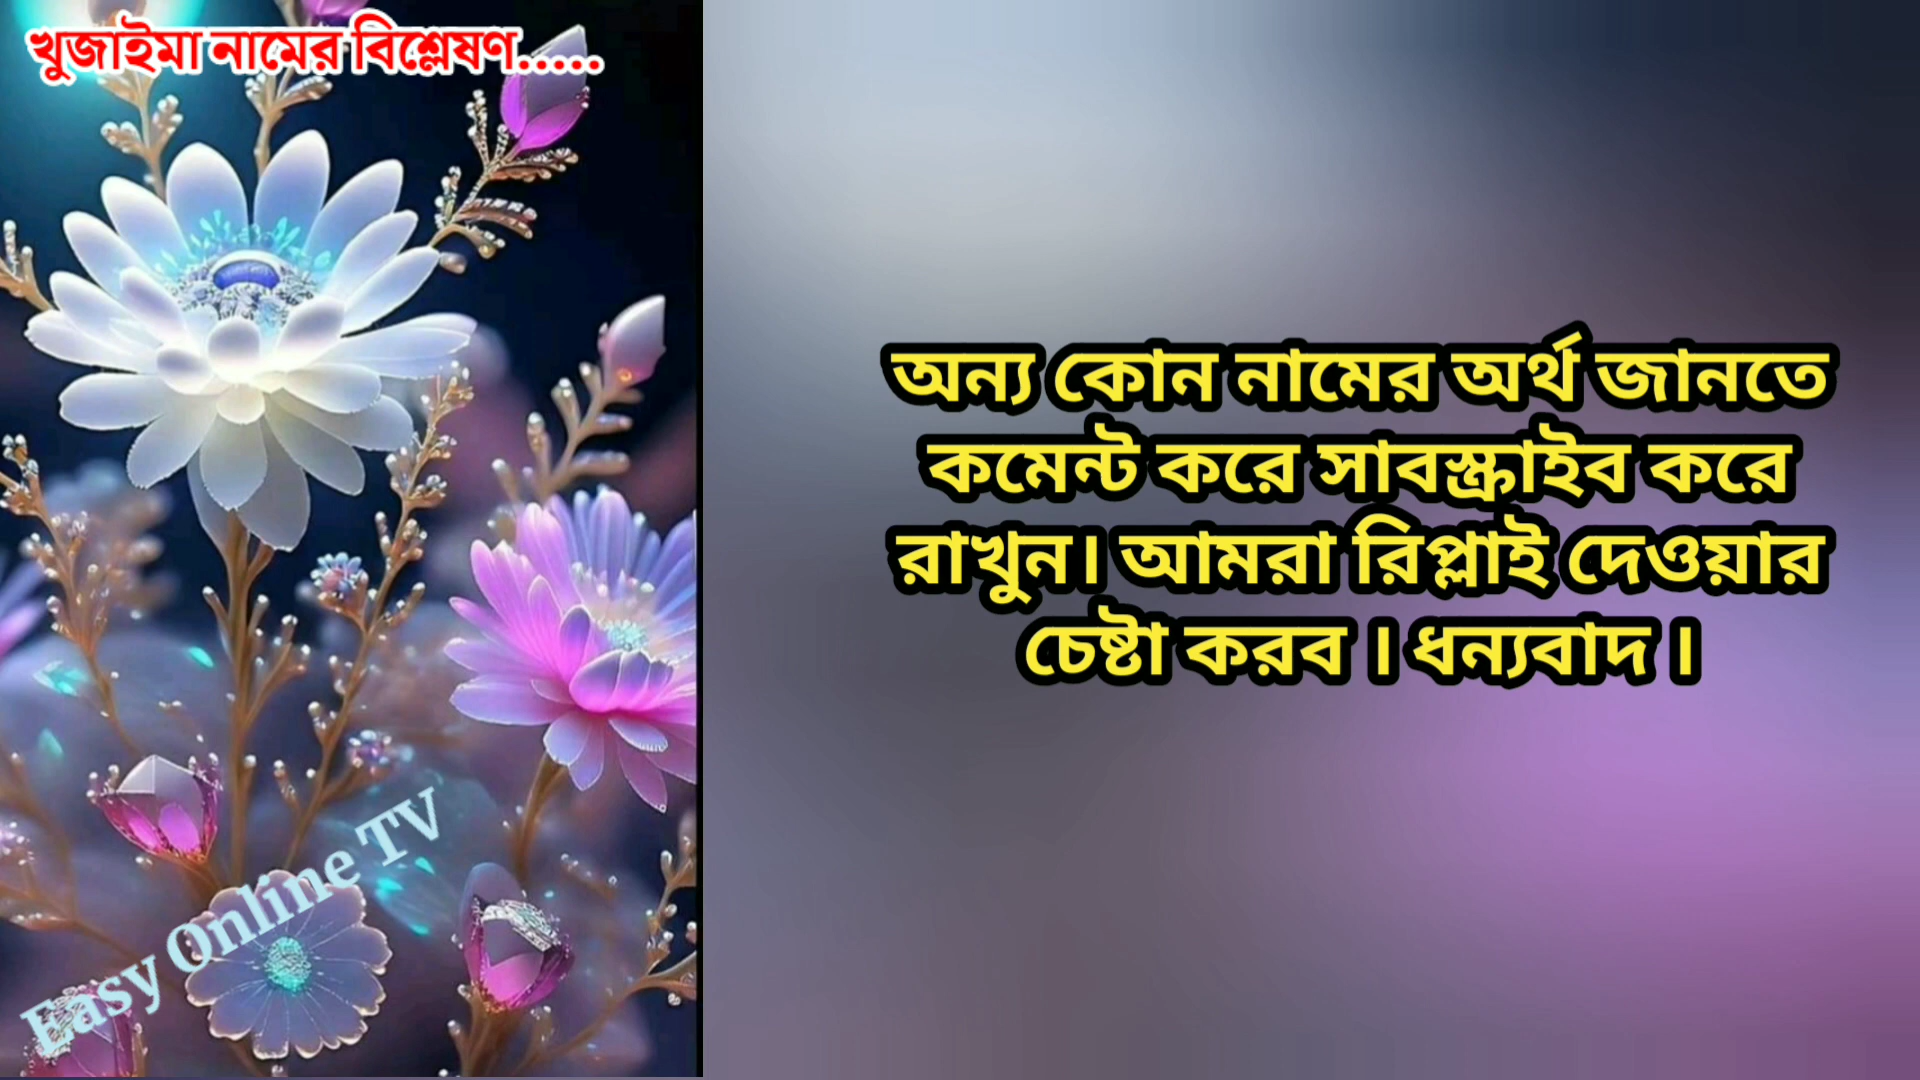 খুজাইমা নামের বিশ্লেষণ.....
অন্য কোন নামের অর্থ জানতে
কমেন্ট করে সাবস্ক্রাইব করে
রাখুন। আমরা রিপ্লাই দেওয়ার
চেষ্টা করব । ধন্যবাদ ।
Easy Online TV